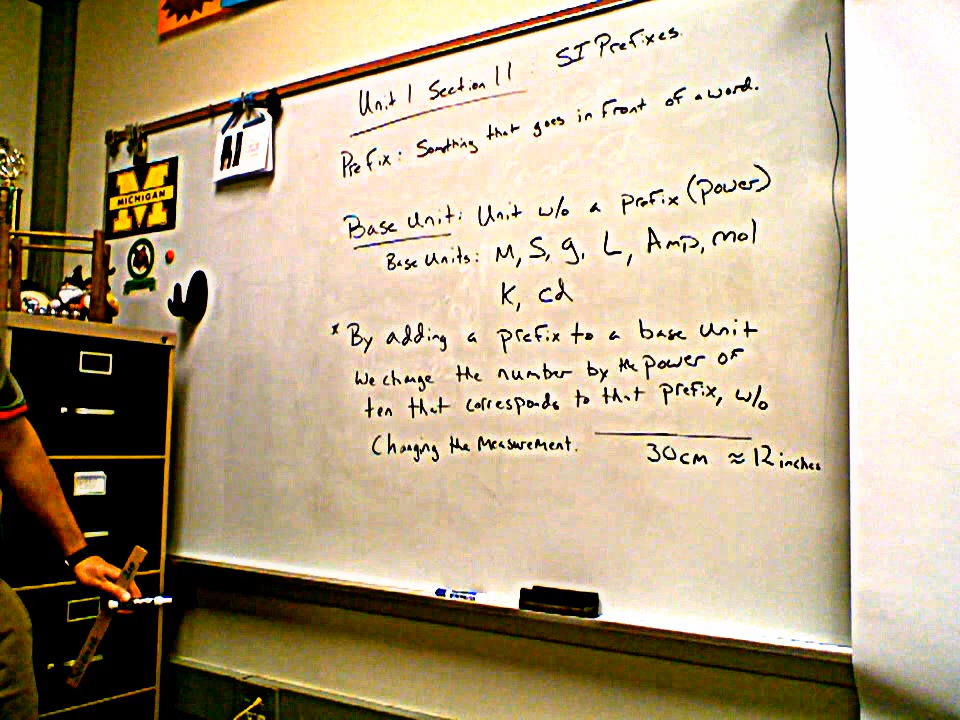 Unit 1 Section 11 : SI Prefixes.
Prefix: Something that goes in front of a word.
Base Unit: Unit w/o a prefix (power)
Base Units: M, S, g, L, Amp, mol
K, cd
* By adding a prefix to a base unit
We change the number by the power of
ten that corresponds to that prefix, w/o
Changing the Measurement.
30cm ≈ 12 inches
MICHIGAN
M